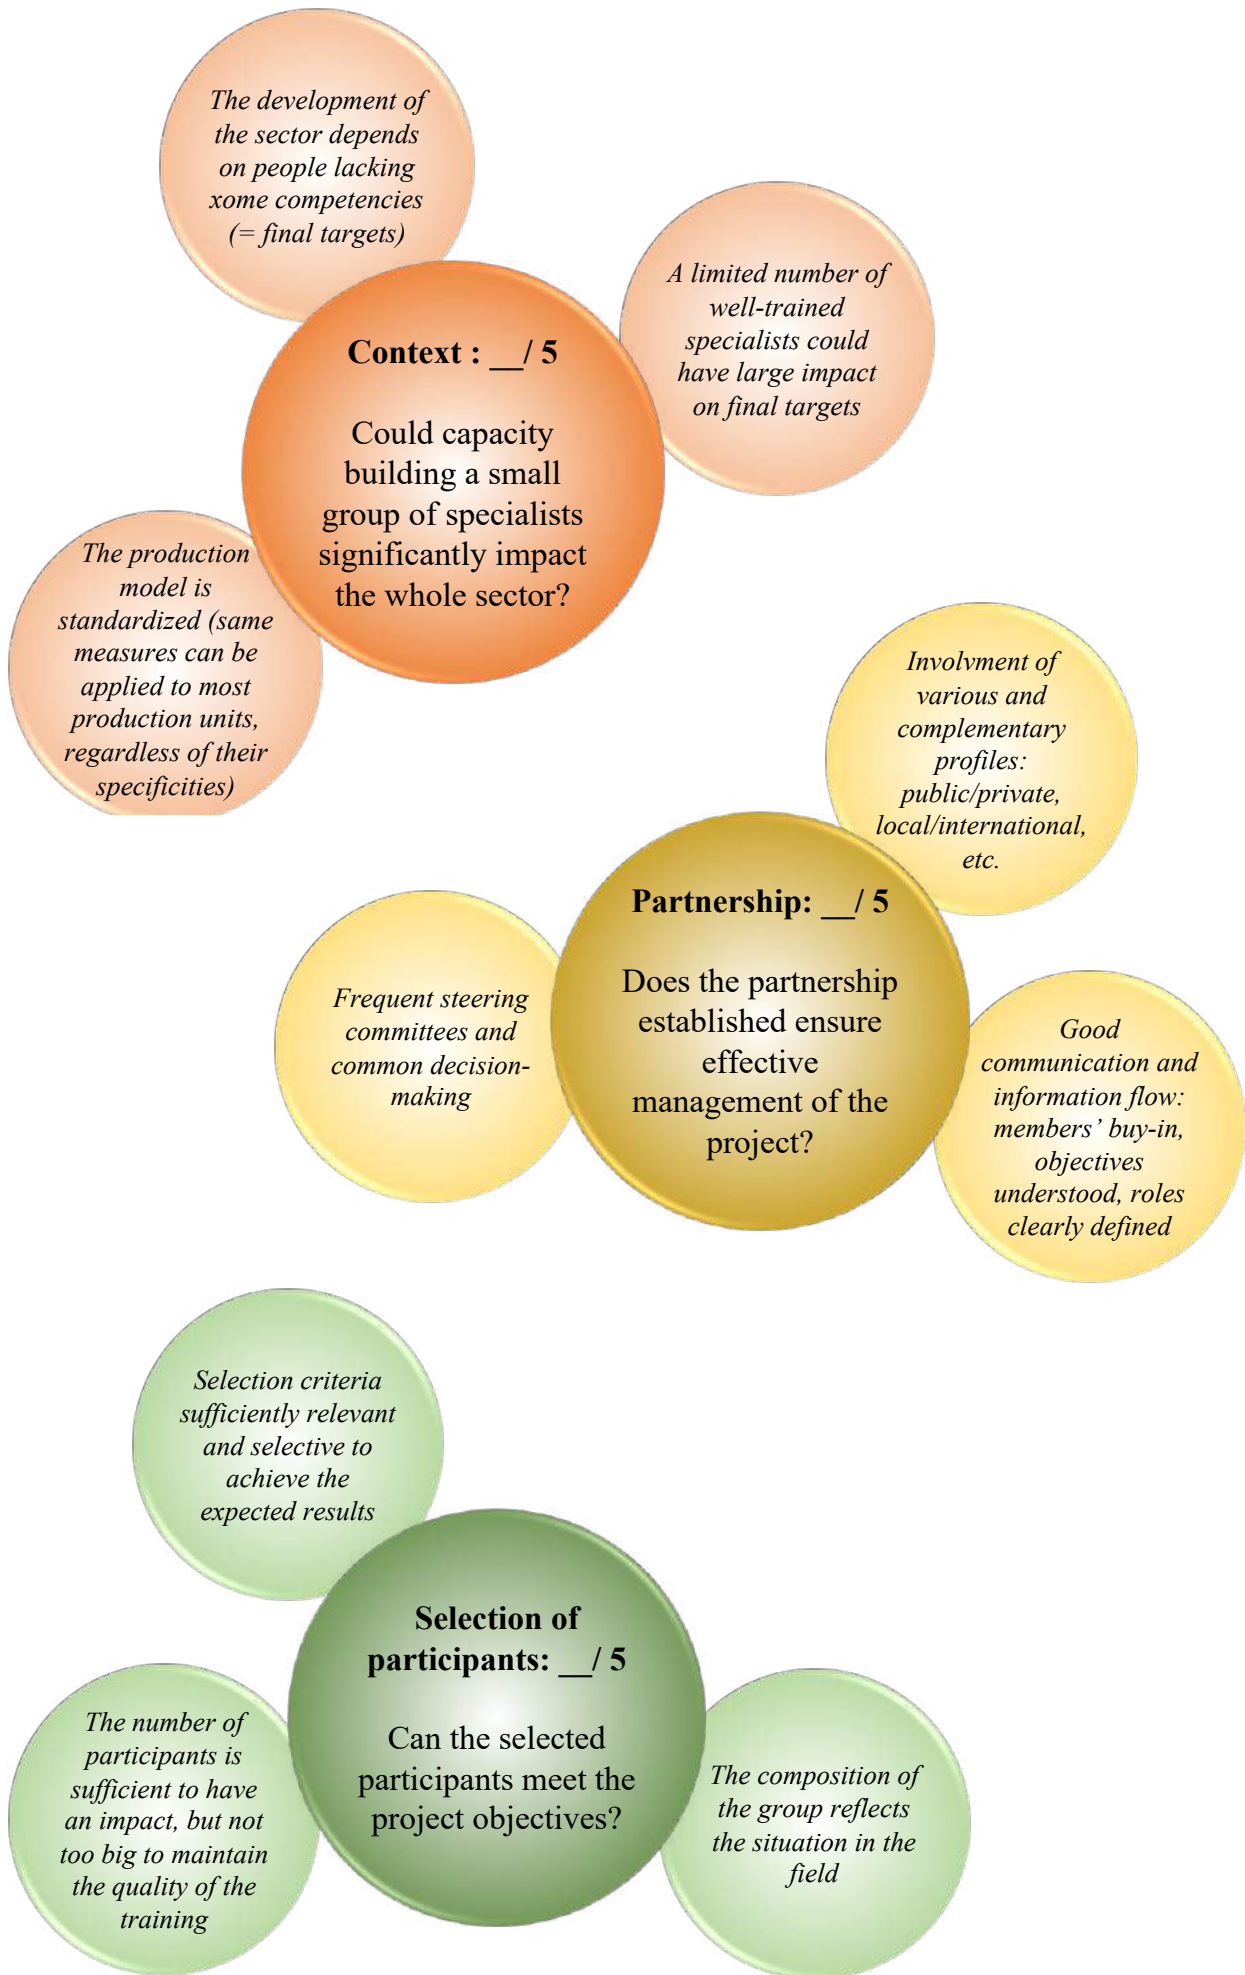 The development of
the sector depends
on people lacking
xome competencies
(= final targets)
A limited number of
well-trained
specialists could
have large impact
on final targets
Context : __/ 5
Could capacity
building a small
group of specialists
significantly impact
the whole sector?
The production
model is
standardized (same
measures can be
applied to most
production units,
regardless of their
specificities)
Involvment of
various and
complementary
profiles:
public/private,
local/international,
etc.
Partnership: __/ 5
Does the partnership
established ensure
effective
management of the
project?
Frequent steering
committees and
common decision-
making
Good
communication and
information flow:
members’ buy-in,
objectives
understood, roles
clearly defined
Selection criteria
sufficiently relevant
and selective to
achieve the
expected results
Selection of
participants: __/ 5
Can the selected
participants meet the
project objectives?
The number of
participants is
sufficient to have
an impact, but not
too big to maintain
the quality of the
training
The composition of
the group reflects
the situation in the
field